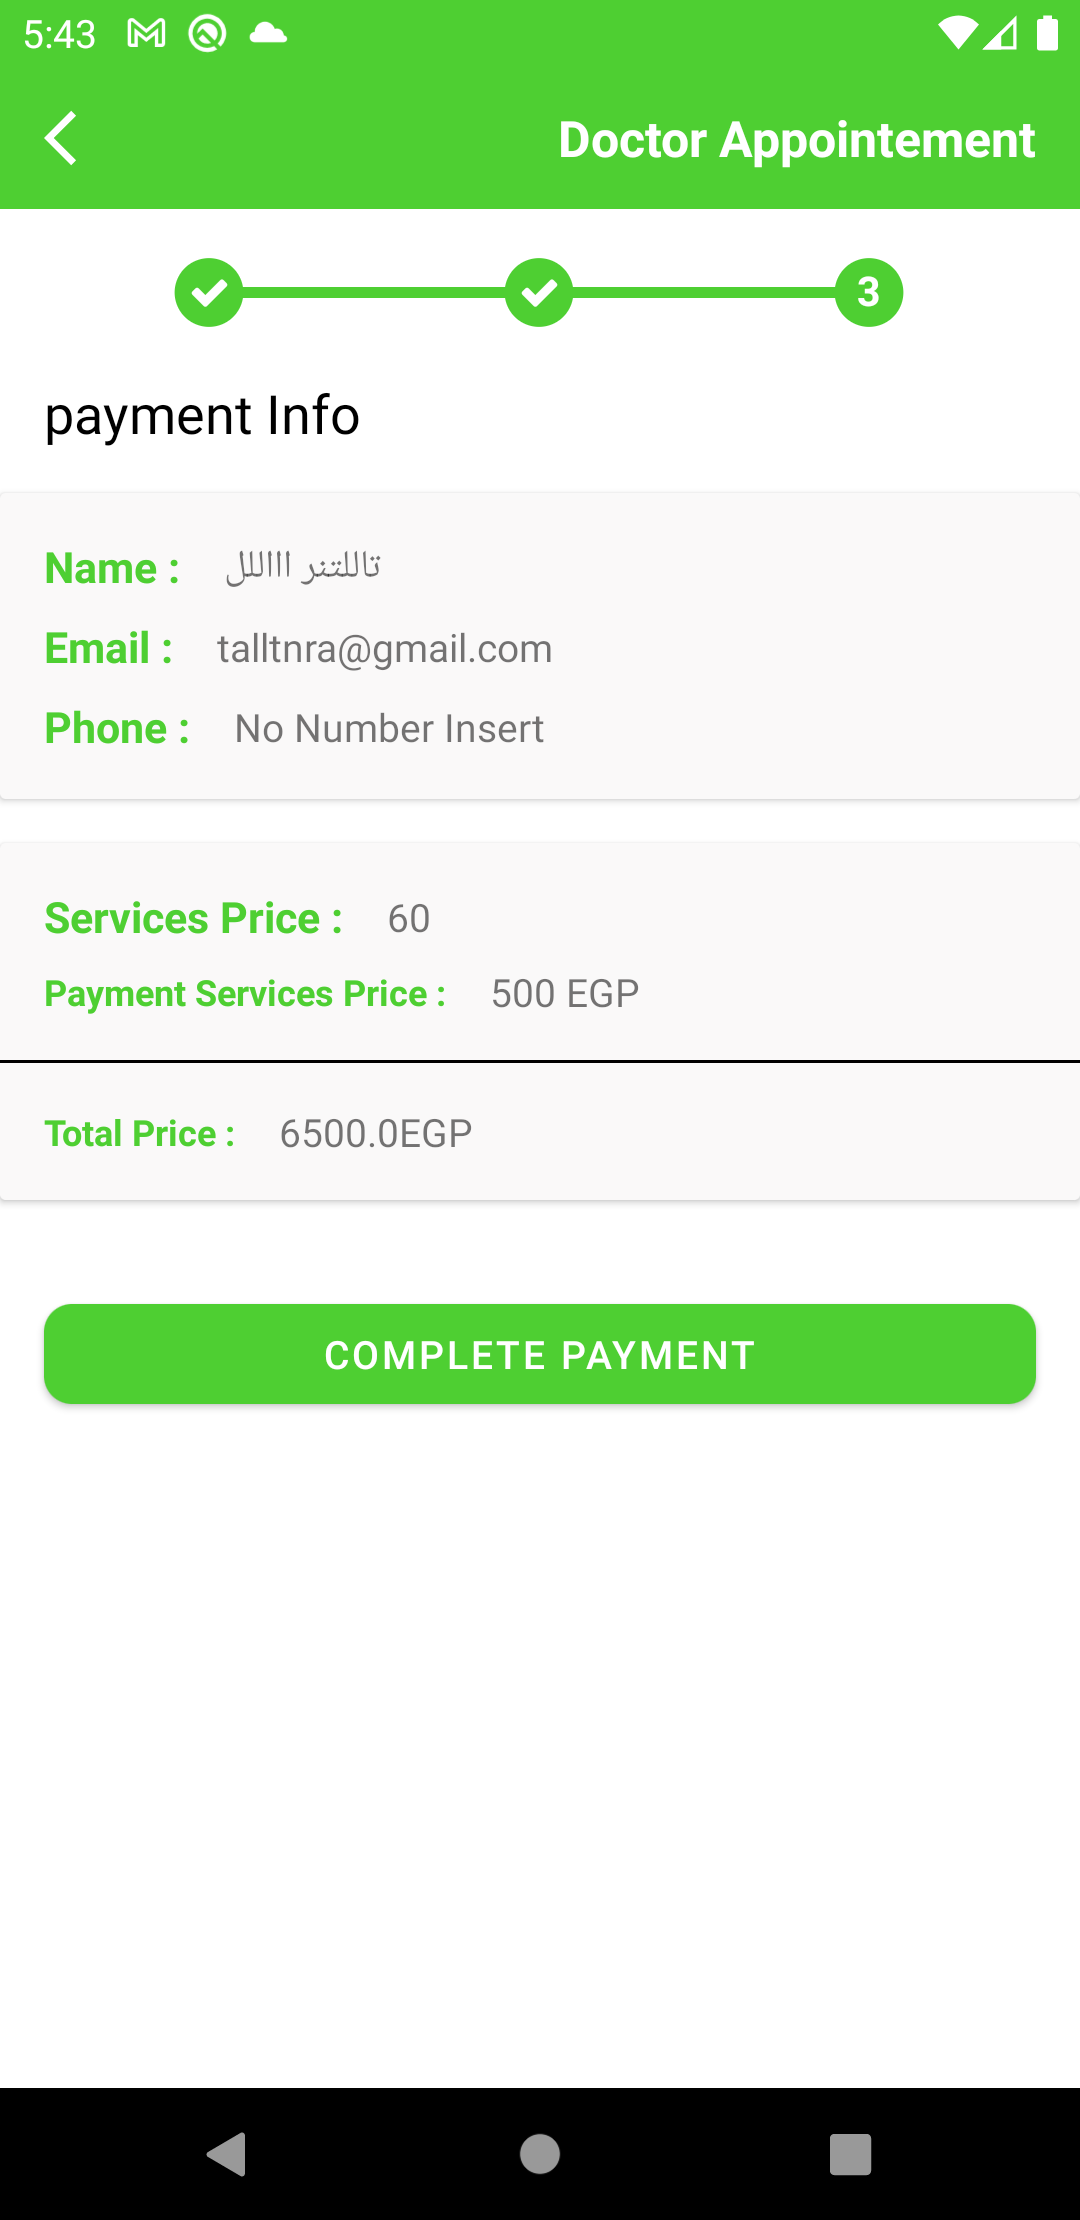 5:43
Doctor Appointement
3
payment Info
Name : تاللتنر اااللل
Email : talltnra@gmail.com
Phone : No Number Insert
Services Price : 60
Payment Services Price : 500 EGP
Total Price : 6500.0EGP
COMPLETE PAYMENT